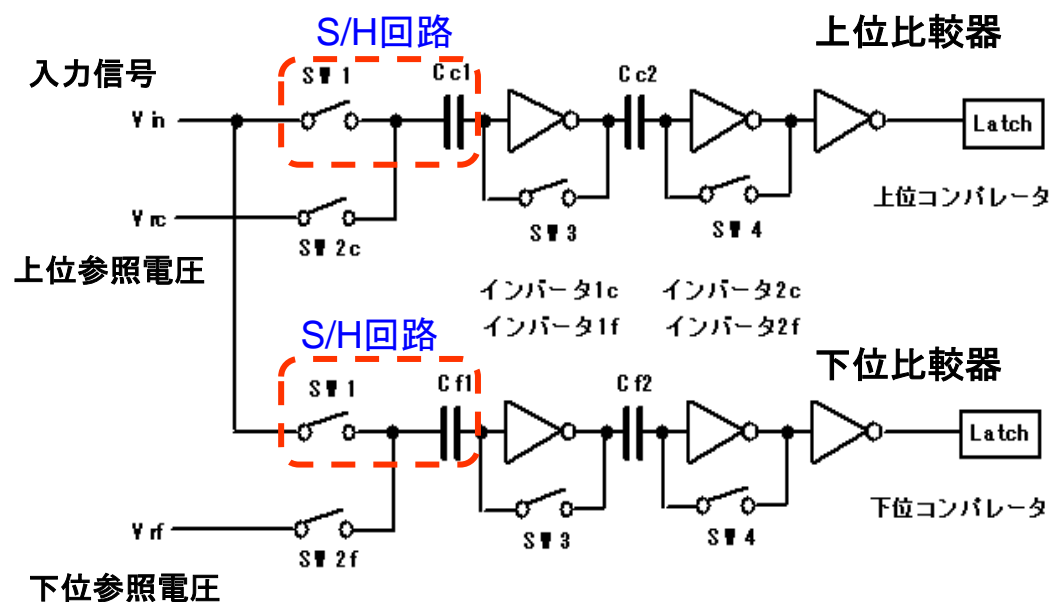 S/H回路
上位比較器
入力信号
SW1
Cc1
Cc2
Vin
Latch
上位コンパレータ
Vrc
SW2c
SW3
SW4
上位参照電圧
インバータ1c
インバータ2c
インバータ1f
インバータ2f
S/H回路
下位比較器
SW1
Cf1
Cf2
Latch
下位コンパレータ
Vrf
SW2f
SW3
SW4
下位参照電圧